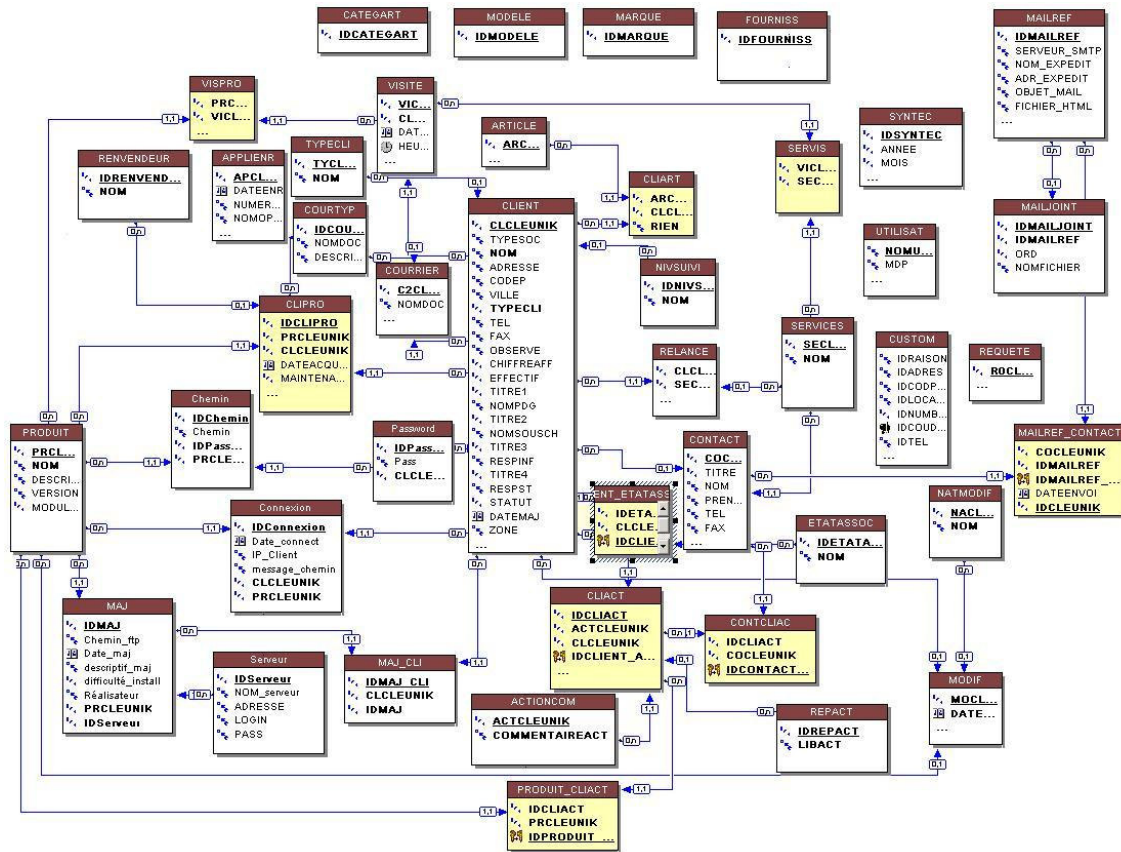 CATEGART
IDCATEGART
MODELE
IDMODELE
MARQUE
IDMARQUE
FOURNISS
IDFOURNISS
MAILREF
IDMAILREF
SERVEUR_SMTP
NOM_EXPEDIT
ADR_EXPEDIT
OBJET_MAIL
FICHIER_HTML
VISPRO
PRC...
VICL...
...
VISITE
VIC...
CL...
DAT...
HEU...
...
ARTICLE
ARC...
...
SERVIS
VICL...
SEC...
...
SYNTEC
IDSYNTEC
ANNEE
MOIS
...
RENVENDEUR
IDRENVEND...
NOM
APPLIENR
APCL...
DATEENR
NUMER...
NOMOP...
...
TYPECLI
TYCL...
NOM
COURTYP
IDCOU...
NOMDOC
DESCRI...
COURRIER
C2CL...
NOMDOC
...
CLIENT
CLCLEUNIK
TYPESOC
NOM
ADRESSE
CODEP
VILLE
TYPECLI
TEL
FAX
OBSERVE
CHIFFREAFF
EFFECTIF
TITRE1
NOMPDG
TITRE2
NOMSOUSCH
TITRE3
RESPINF
TITRE4
RESPST
STATUT
DATEMAJ
ZONE
...
CLIART
ARC...
CLCL...
RIEN
NIVSUIVI
IDNIVS...
NOM
UTILISAT
NOMU...
MDP
...
MAILJOINT
IDMAILJOINT
IDMAILREF
ORD
NOMFICHIER
...
CLIPRO
IDCLIPRO
PRCLEUNIK
CLCLEUNIK
DATEACQU...
MAINTENA...
...
RELANCE
CLCL...
SEC...
...
SERVICES
SECL...
NOM
CUSTOM
IDRAISON
IDADRES
IDCODP...
IDLOCA...
IDNUMB...
IDCOUD...
IDTEL
...
REQUETE
ROCL...
...
Chemin
IDChemin
Chemin
IDPass...
PRCLE...
Password
IDPass...
Pass
CLCLE...
PRODUIT
PRCL...
NOM
DESCRI...
VERSION
MODUL...
...
CONTACT
COC...
TITRE
NOM
PREN...
TEL
FAX
...
MAILREF_CONTACT
COCLEUNIK
IDMAILREF
IDMAILREF_...
DATEENVOI
IDCLEUNIK
ENT_ETATASS
IDETA...
CLCLE...
IDCLIE...
NATMODIF
NACL...
NOM
Connexion
IDConnexion
Date_connect
IP_Client
message_chemin
CLCLEUNIK
PRCLEUNIK
ETATASSOC
IDETATA...
NOM
MAJ
IDMAJ
Chemin_ftp
Date_maj
descriptif_maj
difficulté_install
Réalisateur
PRCLEUNIK
IDServeur
CLIACT
IDCLIACT
ACTCLEUNIK
CLCLEUNIK
IDCLIENT_A...
...
CONTCLIAC
IDCLIACT
COCLEUNIK
IDCONTACT...
Serveur
IDServeur
NOM_serveur
ADRESSE
LOGIN
PASS
MAJ_CLI
IDMAJ_CLI
CLCLEUNIK
IDMAJ
MODIF
MOCL...
DATE...
...
ACTIONCOM
ACTCLEUNIK
COMMENTAIREACT
REPACT
IDREPACT
LIBACT
PRODUIT_CLIACT
IDCLIACT
PRCLEUNIK
IDPRODUIT_...